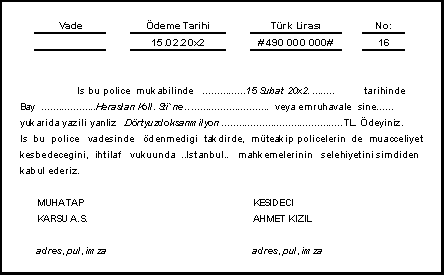 Vade Ödeme Tarihi Türk Lirası No:
15.02.20x2 #490 000 000# 16
Is bu police mukabilinde ................15 Subat 20x2.......... tarihinde
Bay ....................Heraslan Koll. Sti'ne............................... veya emruhavale sine......
yukarida yazili yanliz Dörtyuzdoksanmilyon.............................................TL. Ödeyiniz.
Is bu police vadesinde ödenmedigi takdirde, müteakip policelerin de muacceliyet
kesbedecegini, ihtilaf vukuunda ..Istanbul.. mahkemelerinin selehiyetini simdiden
kabul ederiz.
MUHATAP KESIDECI
KARSU A.S. AHMET KIZIL
adres, pul, imza adres, pul, imza